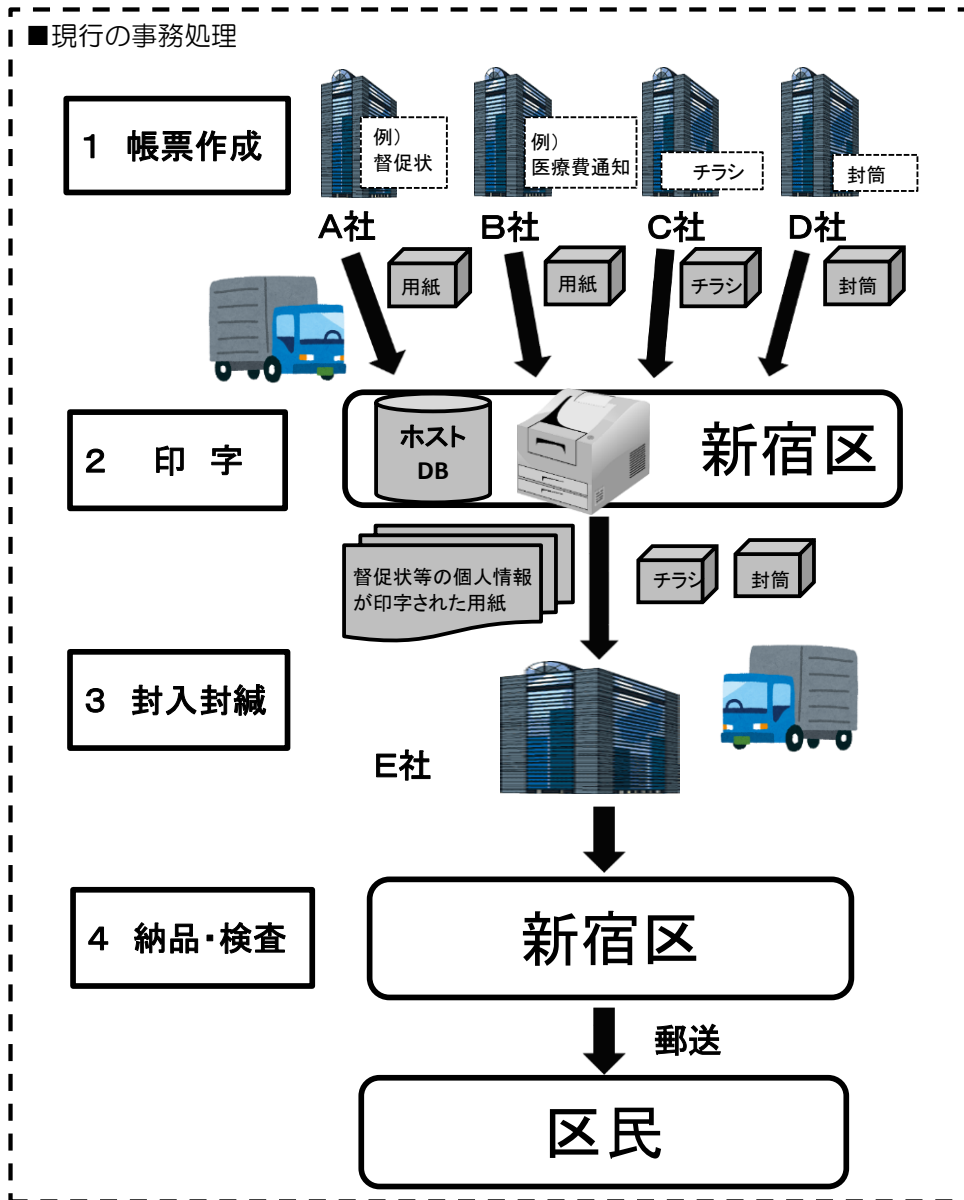 ■現行の事務処理
1 帳票作成
例)
督促状
例)
医療費通知
チラシ
封筒
A社
B社
C社
D社
用紙
用紙
チラシ
封筒
2 印 字
ホスト
DB
新宿区
督促状等の個人情報
が印字された用紙
チラシ
封筒
3 封入封緘
E社
4 納品・検査
新宿区
郵送
区民